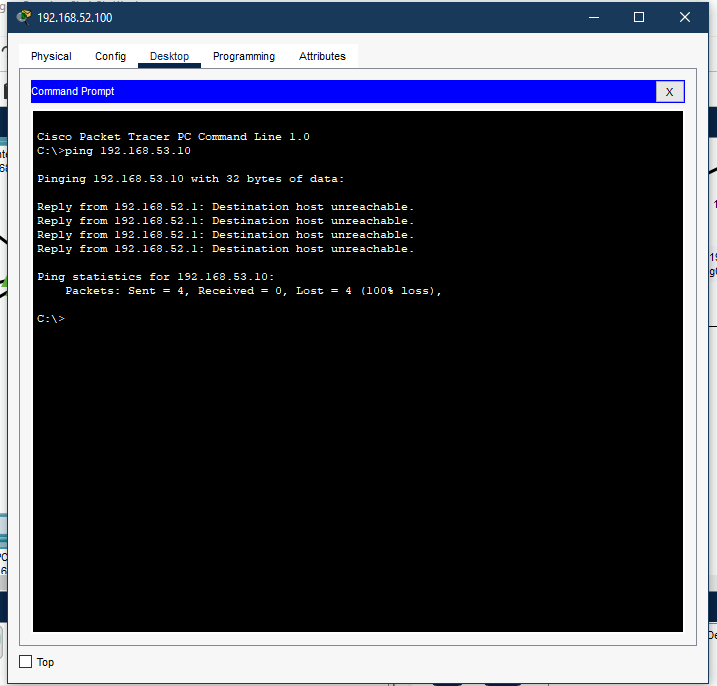 192.168.52.100
Physical Config Desktop Programming Attributes
Command Prompt X
Cisco Packet Tracer PC Command Line 1.0
C:\>ping 192.168.53.10
Pinging 192.168.53.10 with 32 bytes of data:
Reply from 192.168.52.1: Destination host unreachable.
Reply from 192.168.52.1: Destination host unreachable.
Reply from 192.168.52.1: Destination host unreachable.
Reply from 192.168.52.1: Destination host unreachable.
Ping statistics for 192.168.53.10:
Packets: Sent = 4, Received = 0, Lost = 4 (100% loss),
C:\>
Top